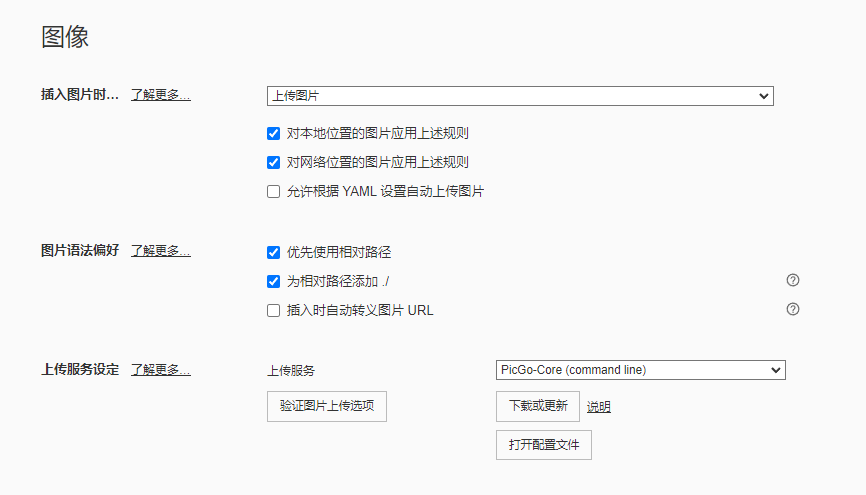 图像
插入图片时... 了解更多... 上传图片
对本地位置的图片应用上述规则
对网络位置的图片应用上述规则
允许根据 YAML 设置自动上传图片
图片语法偏好 了解更多... 优先使用相对路径
为相对路径添加 ./
插入时自动转义图片 URL
上传服务设定 了解更多... 上传服务 PicGo-Core (command line)
验证图片上传选项 下载或更新 说明
打开配置文件